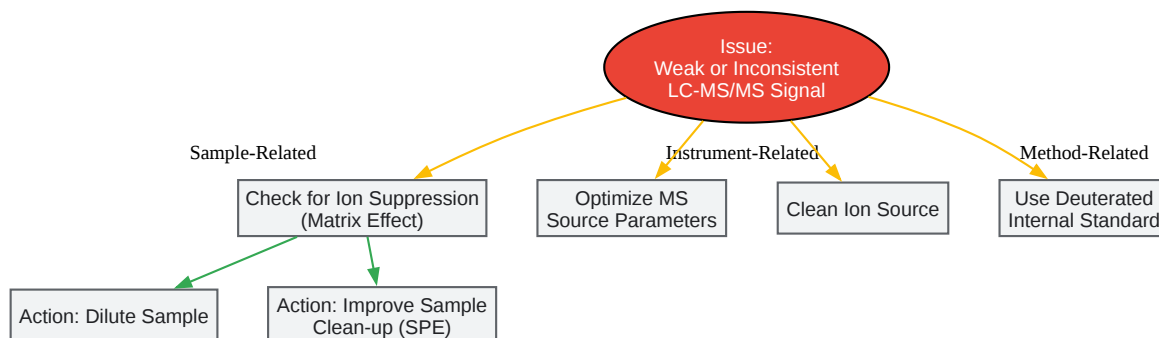 Issue:
Weak or Inconsistent
LC-MS/MS Signal
Sample-Related
Instrument-Related
Method-Related
Check for Ion Suppression
(Matrix Effect)
Optimize MS
Source Parameters
Clean Ion Source
Use Deuterated
Internal Standard
Action: Dilute Sample
Action: Improve Sample
Clean-up (SPE)